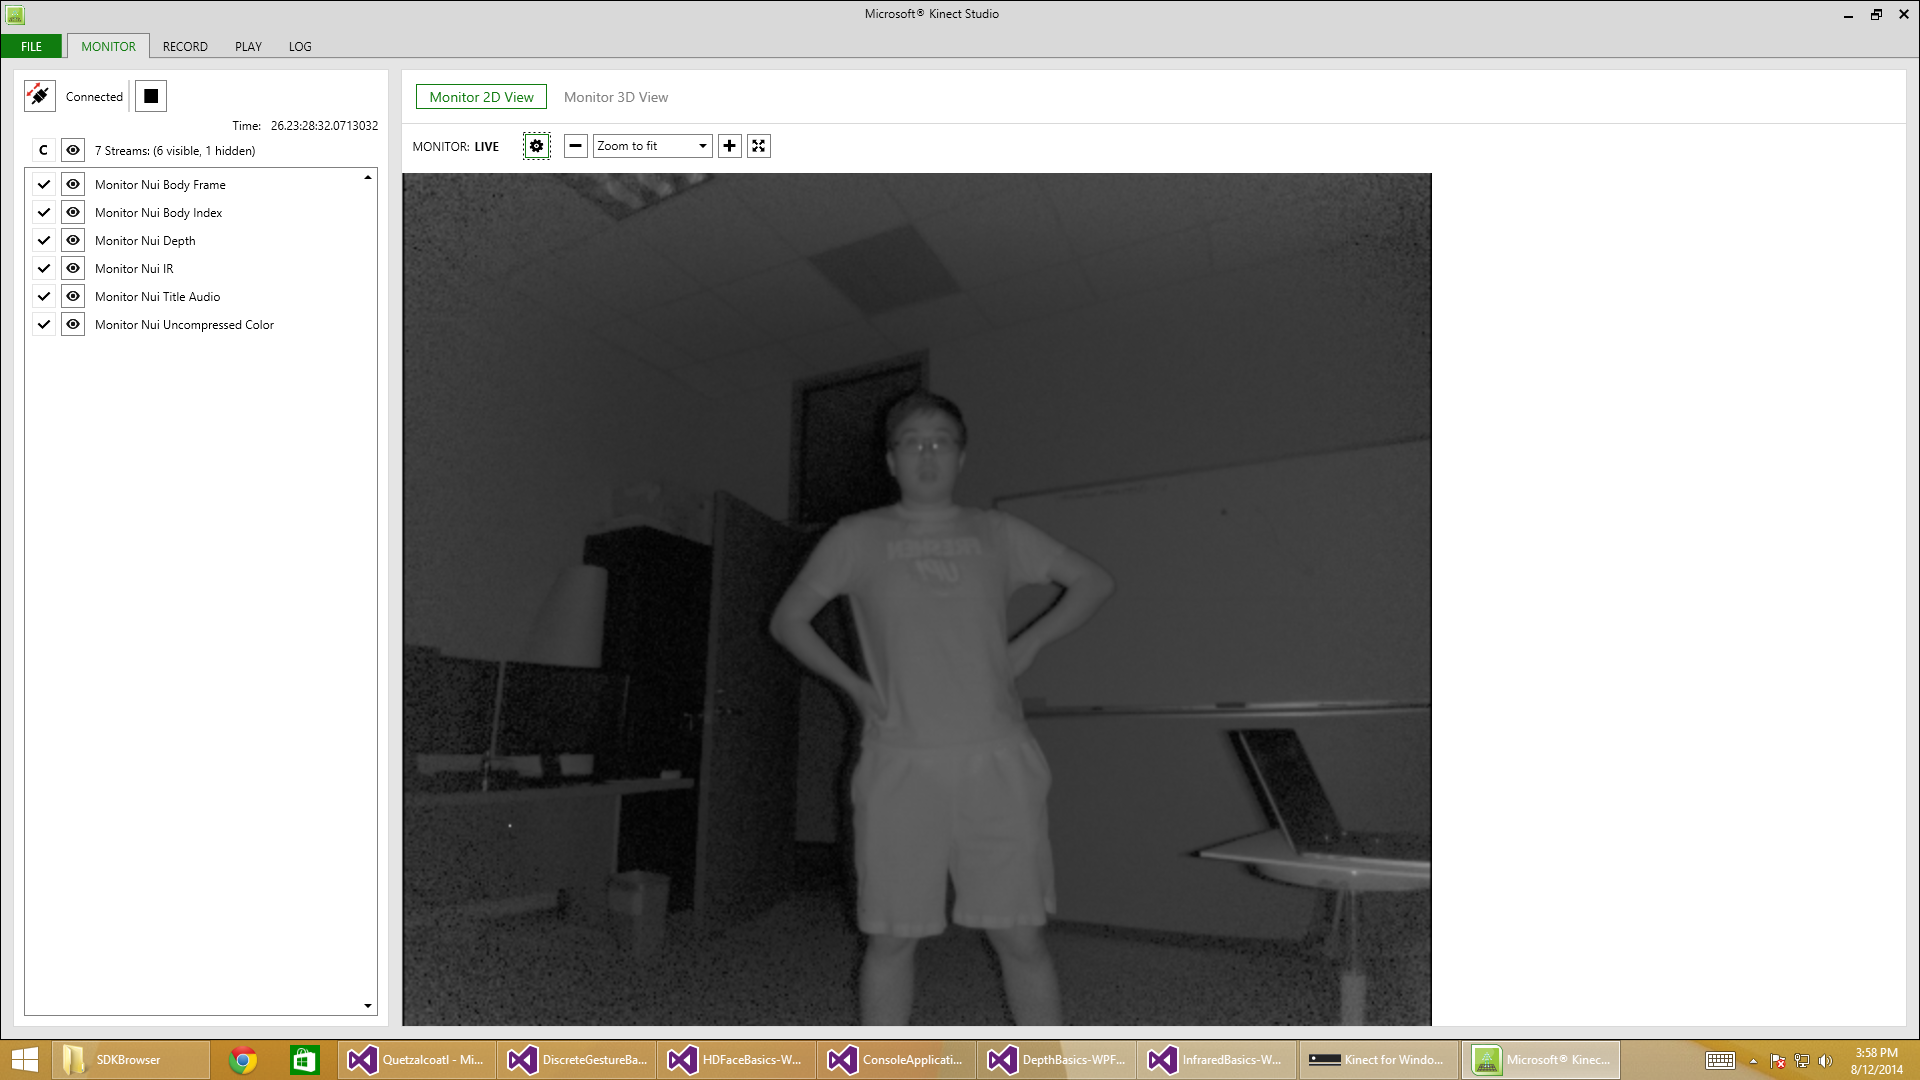 Microsoft® Kinect Studio
FILE MONITOR RECORD PLAY LOG
Connected
Time: 26.23:28:32.0713032
C 7 Streams: (6 visible, 1 hidden)
Monitor Nui Body Frame
Monitor Nui Body Index
Monitor Nui Depth
Monitor Nui IR
Monitor Nui Title Audio
Monitor Nui Uncompressed Color
Monitor 2D View Monitor 3D View
MONITOR: LIVE Zoom to fit
FRESHEN
UP!
SDKBrowser Quetzalcoatl - Mi... DiscreteGestureBa... HDFaceBasics-W... ConsoleApplicati... DepthBasics-WPF... InfraredBasics-W... Kinect for Windo... Microsoft® Kinec... 3:58 PM
8/12/2014